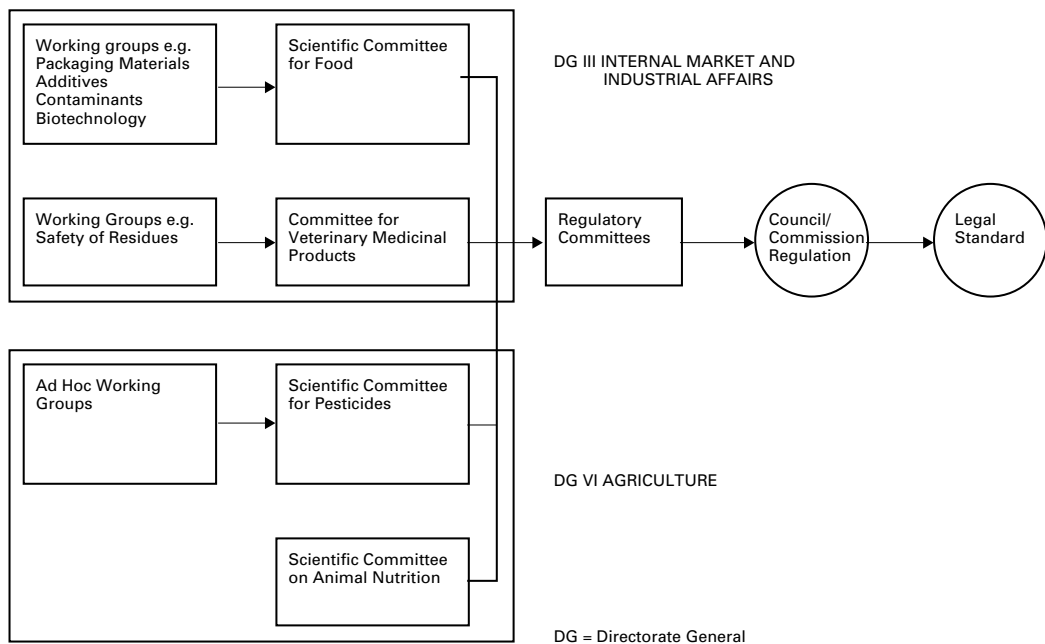 Working groups e.g.
Packaging Materials
Additives
Contaminants
Biotechnology
Scientific Committee
for Food
DG III INTERNAL MARKET AND
INDUSTRIAL AFFAIRS
Working Groups e.g.
Safety of Residues
Committee for
Veterinary Medicinal
Products
Regulatory
Committees
Council/
Commission
Regulation
Legal
Standard
Ad Hoc Working
Groups
Scientific Committee
for Pesticides
DG VI AGRICULTURE
Scientific Committee
on Animal Nutrition
DG = Directorate General